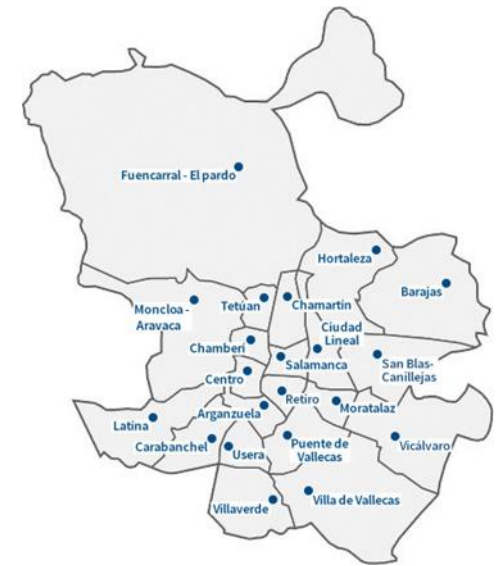 Fuencarral - El pardo
Hortaleza
Barajas
Moncloa -
Aravaca
Tetúan
Chamartín
Ciudad
Lineal
Chamberí
Salamanca
San Blas-
Canillejas
Centro
Retiro
Moratalaz
Arganzuela
Latina
Carabanchel
Usera
Puente de
Vallecas
Vicálvaro
Villaverde
Villa de Vallecas